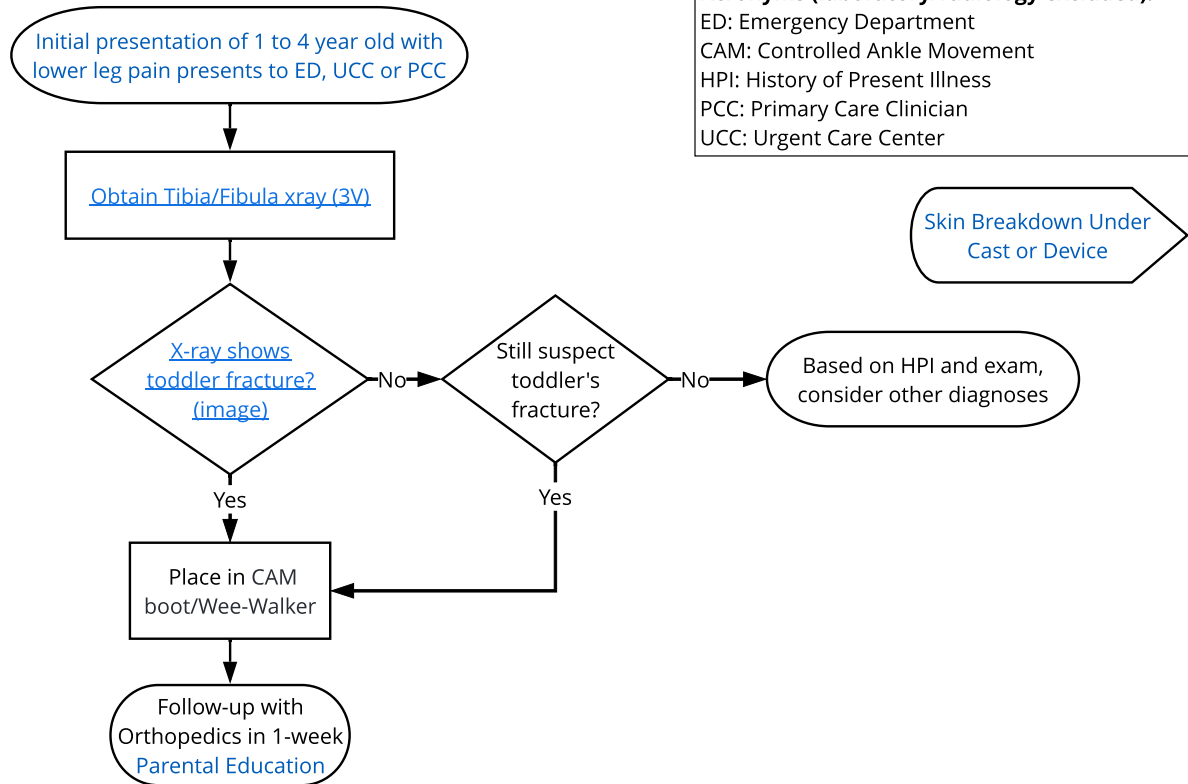 Initial presentation of 1 to 4 year old with
lower leg pain presents to ED, UCC or PCC
ED: Emergency Department
CAM: Controlled Ankle Movement
HPI: History of Present Illness
PCC: Primary Care Clinician
UCC: Urgent Care Center
Obtain Tibia/Fibula xray (3V)
Skin Breakdown Under
Cast or Device
X-ray shows
toddler fracture?
(image)
No
Still suspect
toddler's
fracture?
No
Based on HPI and exam,
consider other diagnoses
Yes
Yes
Place in CAM
boot/Wee-Walker
Follow-up with
Orthopedics in 1-week
Parental Education